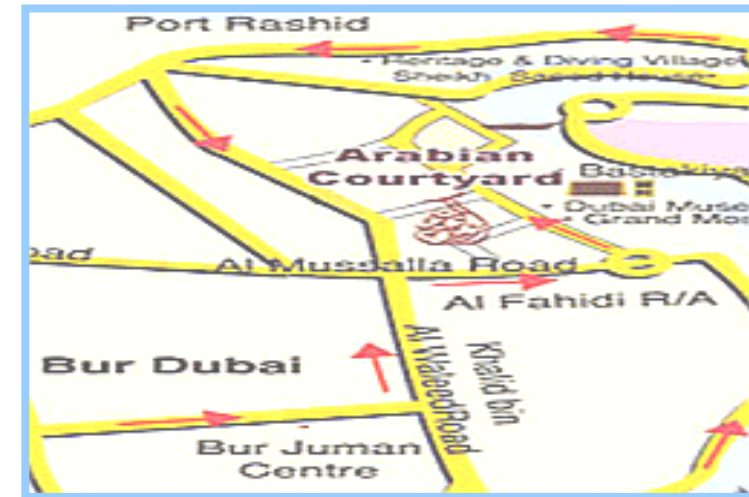 Port Rashid
• Heritage & Diving Village
Sheikh Saeed House•
Arabian
Courtyard
Bastakiya
• Dubai Muse
• Grand Mos
oad
Al Mussalla Road
Al Fahidi R/A
Bur Dubai
Khalid bin
Al Waleed Road
Bur Juman
Centre